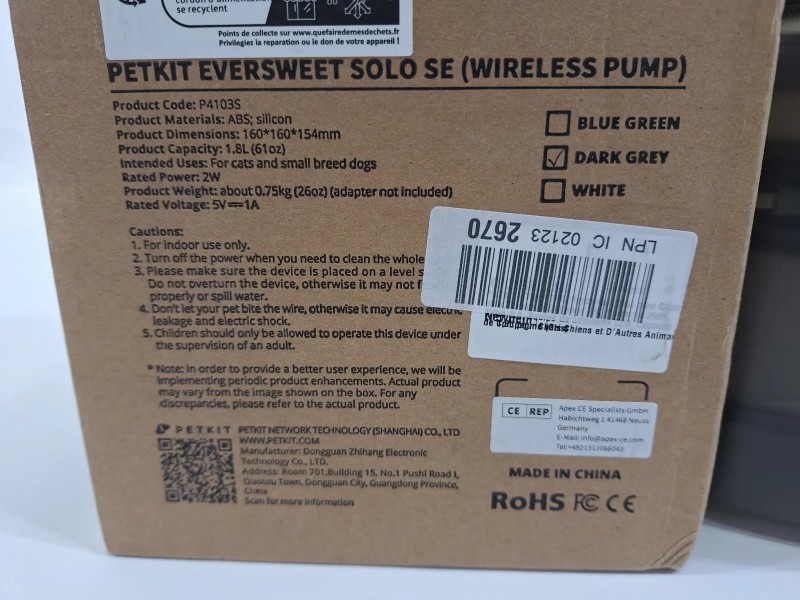 cordon d'alimentation
se recyclent
ou
Points de collecte sur www.quefairedemesdechets.fr
Privilégiez la reparation ou le don de votre appareil !
PETKIT EVERSWEET SOLO SE (WIRELESS PUMP)
Product Code: P4103S
Product Materials: ABS; silicon
Product Dimensions: 160*160*154mm
Product Capacity: 1.8L (61oz)
Intended Uses: For cats and small breed dogs
Rated Power: 2W
Product Weight: about 0.75kg (26oz) (adapter not included)
Rated Voltage: 5V⎓1A
BLUE GREEN
DARK GREY
WHITE
Cautions:
1. For indoor use only.
2. Turn off the power when you need to clean the whole
3. Please make sure the device is placed on a level
Do not overturn the device, otherwise it may not
properly or spill water.
4. Don't let your pet bite the wire, otherwise it may cause electric
leakage and electric shock.
5. Children should only be allowed to operate this device under
the supervision of an adult.
* Note: In order to provide a better user experience, we will be
implementing periodic product enhancements. Actual product
may vary from the image shown on the box. For any
discrepancies, please refer to the actual product.
LPN IC 02123 2670
Chiens et D'Autres Anima
PETKIT PETKIT NETWORK TECHNOLOGY (SHANGHAI) CO., LTD
WWW.PETKIT.COM
Manufacturer: Dongguan Zhihang Electronic
Technology Co., LTD.
Address: Room 701,Building 15, No.1 Pushi Road I,
Qiaotou Town, Dongguan City, Guangdong Province,
China
Scan for more information
CE REP
Apex CE Specialists GmbH
Habichtweg 1 41468 Neuss
Germany
E-Mail: info@apex-ce.com
Tel:+4921312066043
MADE IN CHINA
RoHS FC CE